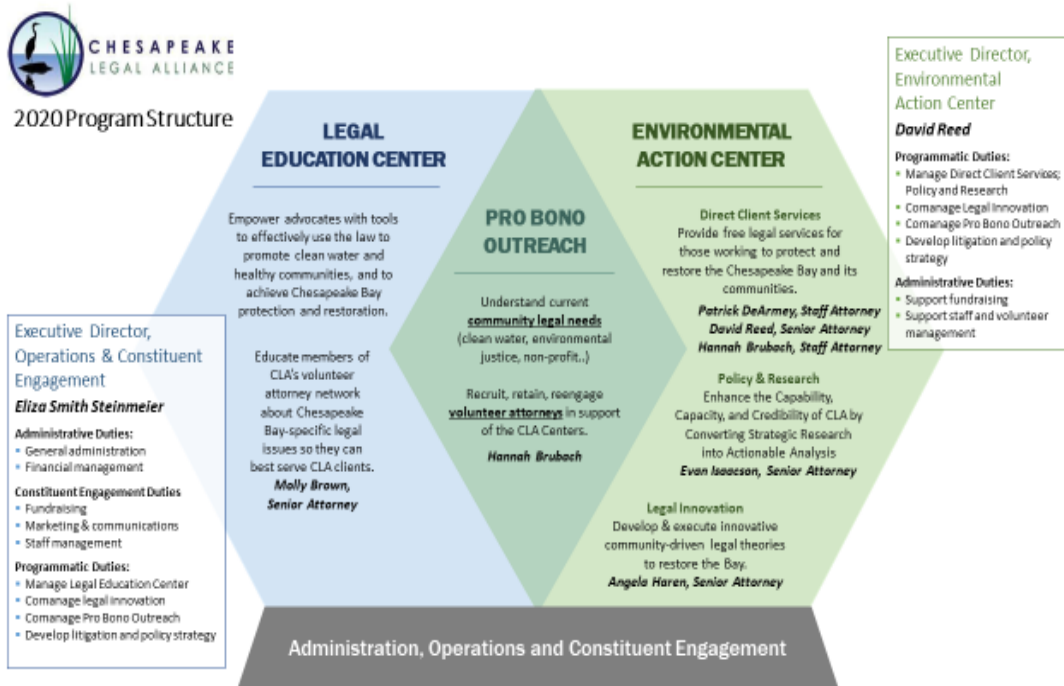 CHESAPEAKE
LEGAL ALLIANCE
2020 Program Structure
LEGAL
EDUCATION CENTER
Empower advocates with tools
to effectively use the law to
promote clean water and
healthy communities, and to
achieve Chesapeake Bay
protection and restoration.
Educate members of
CLA's volunteer
attorney network
about Chesapeake
Bay-specific legal
issues so they can
best serve CLA clients.
Molly Brown,
Senior Attorney
PRO BONO
OUTREACH
Understand current
community legal needs
(clean water, environmental
justice, non-profit..)
Recruit, retain, reengage
volunteer attorneys in support
of the CLA Centers.
Hannah Brubach
ENVIRONMENTAL
ACTION CENTER
Direct Client Services
Provide free legal services for
those working to protect and
restore the Chesapeake Bay and its
communities.
Patrick DeArmey, Staff Attorney
David Reed, Senior Attorney
Hannah Brubach, Staff Attorney
Policy & Research
Enhance the Capability,
Capacity, and Credibility of CLA by
Converting Strategic Research
into Actionable Analysis
Evan Isaacson, Senior Attorney
Legal Innovation
Develop & execute innovative
community-driven legal theories
to restore the Bay.
Angela Haren, Senior Attorney
Executive Director,
Environmental
Action Center
David Reed
Programmatic Duties:
• Manage Direct Client Services;
Policy and Research
• Comanage Legal Innovation
• Comanage Pro Bono Outreach
• Develop litigation and policy
strategy
Administrative Duties:
• Support fundraising
• Support staff and volunteer
management
Executive Director,
Operations & Constituent
Engagement
Eliza Smith Steinmeier
Administrative Duties:
• General administration
• Financial management
Constituent Engagement Duties
• Fundraising
• Marketing & communications
• Staff management
Programmatic Duties:
• Manage Legal Education Center
• Comanage legal innovation
• Comanage Pro Bono Outreach
• Develop litigation and policy strategy
Administration, Operations and Constituent Engagement